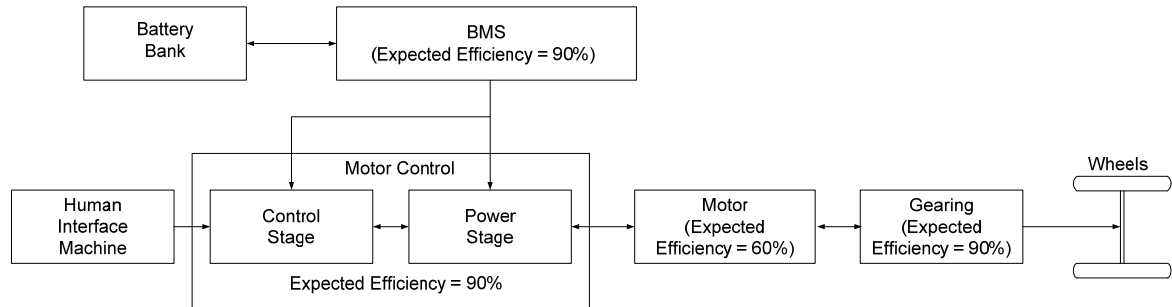 Battery
Bank
BMS
(Expected Efficiency = 90%)
Motor Control
Wheels
Human
Interface
Machine
Control
Stage
Power
Stage
Motor
(Expected
Efficiency = 60%)
Gearing
(Expected
Efficiency = 90%)
Expected Efficiency = 90%